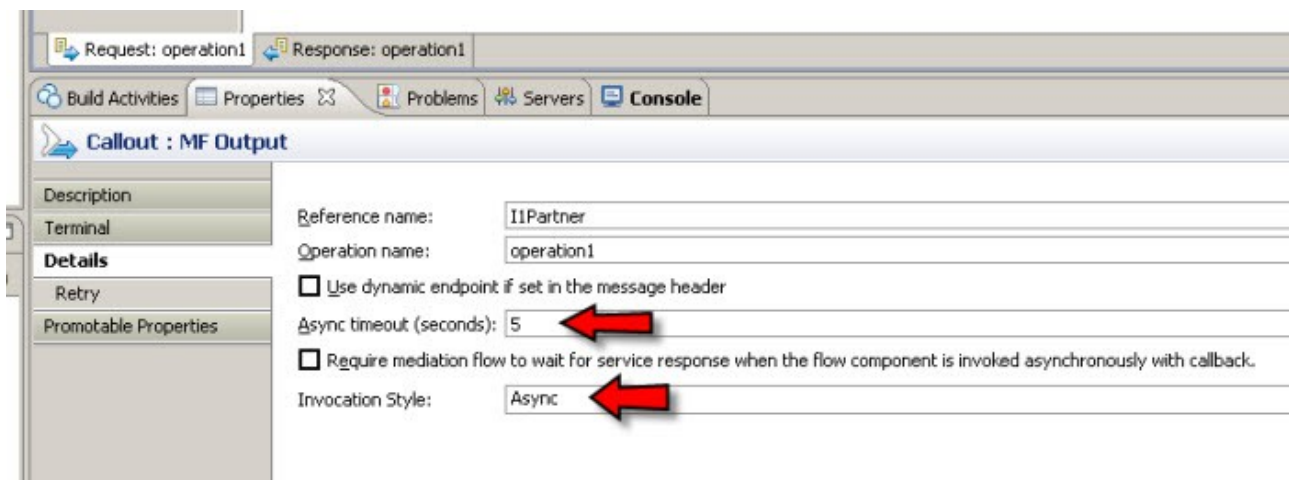 Request: operation1 Response: operation1
Build Activities Properties Problems Servers Console
Callout : MF Output
Description
Terminal
Details
Retry
Promotable Properties
Reference name: I1Partner
Operation name: operation1
Use dynamic endpoint if set in the message header
Async timeout (seconds): 5
Require mediation flow to wait for service response when the flow component is invoked asynchronously with callback.
Invocation Style: Async